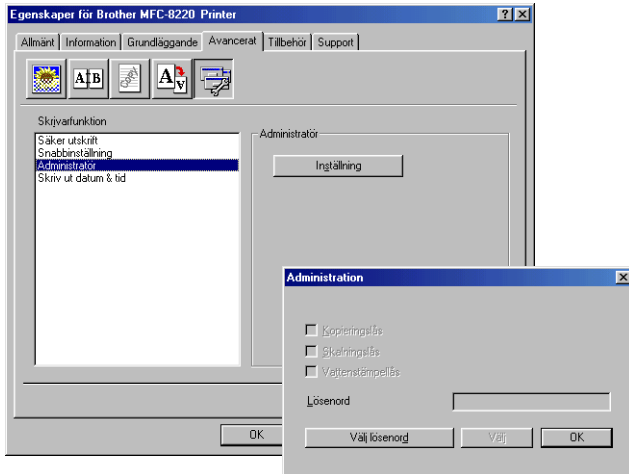 Egenskaper för Brother MFC-8220 Printer
Allmänt Information Grundläggande Avancerat Tillbehör Support
Skrivarfunktion
Säker utskrift
Snabbinställning
Administratör
Skriv ut datum & tid
Administratör
Inställning
OK
Administration
Kopieringslås
Skalningslås
Vattenstämpellås
Lösenord
Välj lösenord Välj OK